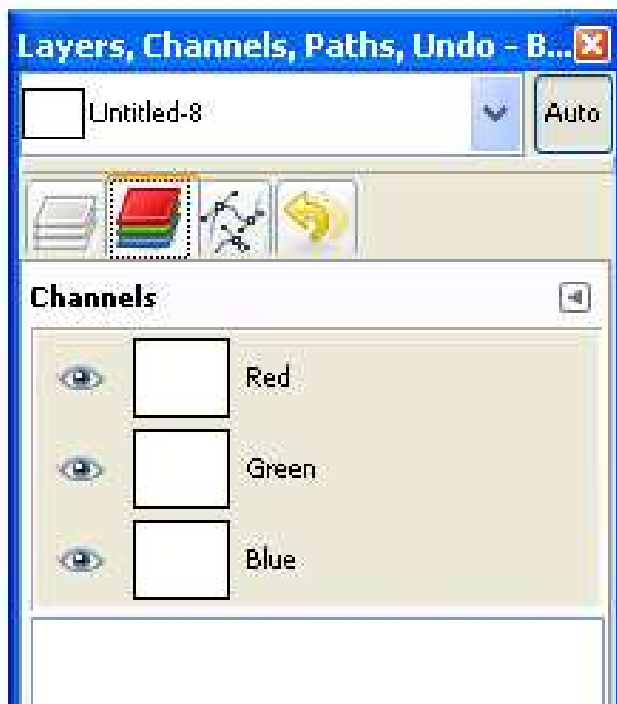 Layers, Channels, Paths, Undo - B...
Untitled-8
Auto
Channels
Red
Green
Blue